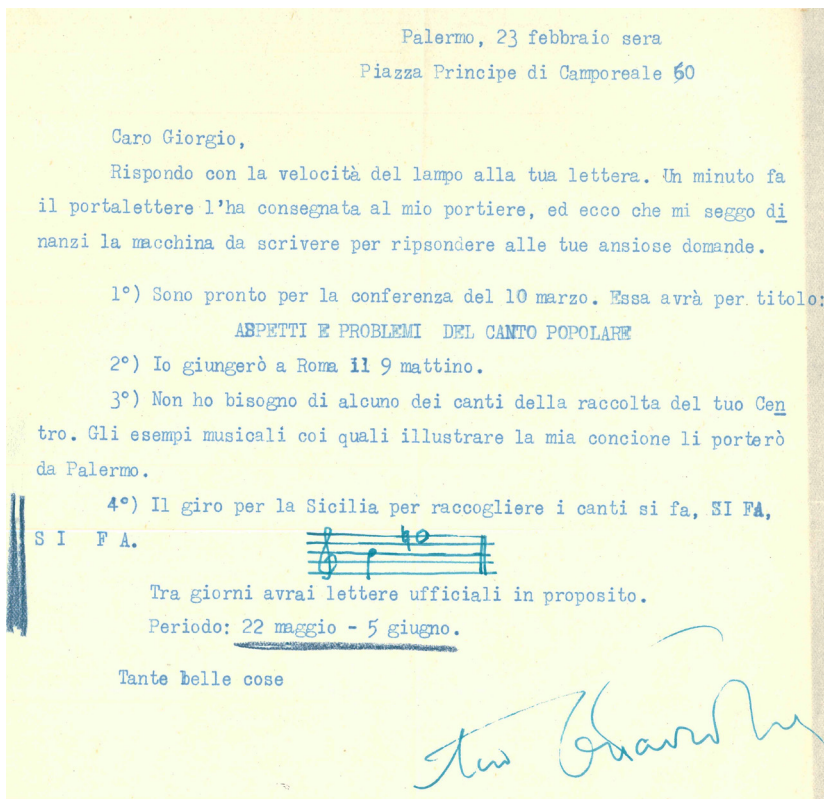 Palermo, 23 febbraio sera
Piazza Principe di Camporeale 60
Caro Giorgio,
Rispondo con la velocità del lampo alla tua lettera. Un minuto fa
il portalettere l'ha consegnata al mio portiere, ed ecco che mi seggo di
nanzi la macchina da scrivere per ripsondere alle tue ansiose domande.
1°) Sono pronto per la conferenza del 10 marzo. Essa avrà per titolo:
ASPETTI E PROBLEMI DEL CANTO POPOLARE
2°) Io giungerò a Roma il 9 mattino.
3°) Non ho bisogno di alcuno dei canti della raccolta del tuo Cen
tro. Gli esempi musicali coi quali illustrare la mia concione li porterò
da Palermo.
4°) Il giro per la Sicilia per raccogliere i canti si fa, SI FA,
S I F A.
Tra giorni avrai lettere ufficiali in proposito.
Periodo: 22 maggio - 5 giugno.
Tante belle cose
tuo